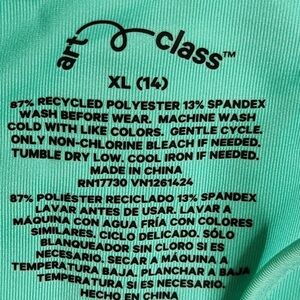 art class™
XL (14)
87% RECYCLED POLYESTER 13% SPANDEX
WASH BEFORE WEAR. MACHINE WASH
COLD WITH LIKE COLORS. GENTLE CYCLE.
ONLY NON-CHLORINE BLEACH IF NEEDED.
TUMBLE DRY LOW. COOL IRON IF NEEDED.
MADE IN CHINA
RN17730 VN1261424
87% POLIÉSTER RECICLADO 13% SPANDEX
LAVAR ANTES DE USAR. LAVAR A
MÁQUINA CON AGUA FRÍA CON COLORES
SIMILARES. CICLO DELICADO. SÓLO
BLANQUEADOR SIN CLORO SI ES
NECESARIO. SECAR A MÁQUINA A
TEMPERATURA BAJA. PLANCHAR A BAJA
TEMPERATURA SI ES NECESARIO.
HECHO EN CHINA